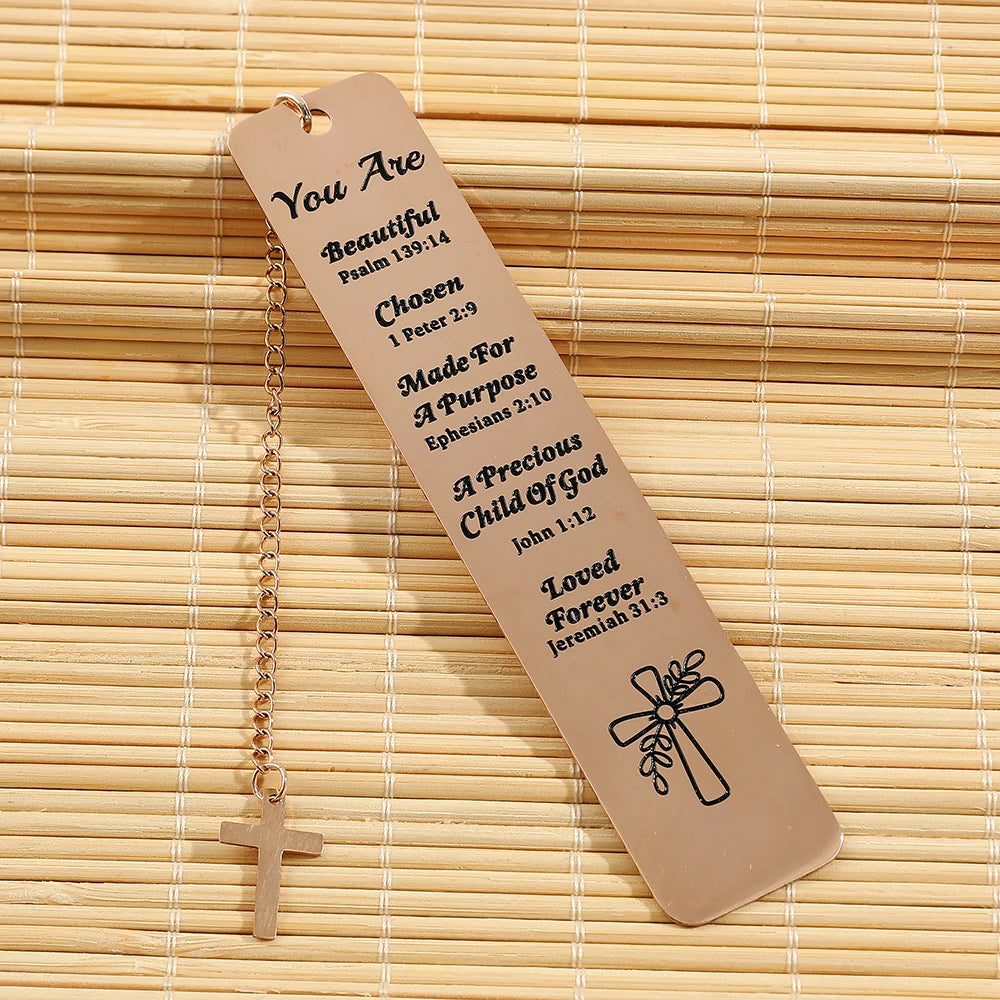 You Are
Beautiful
Psalm 139:14
Chosen
1 Peter 2:9
Made For
A Purpose
Ephesians 2:10
A Precious
Child Of God
John 1:12
Loved
Forever
Jeremiah 31:3